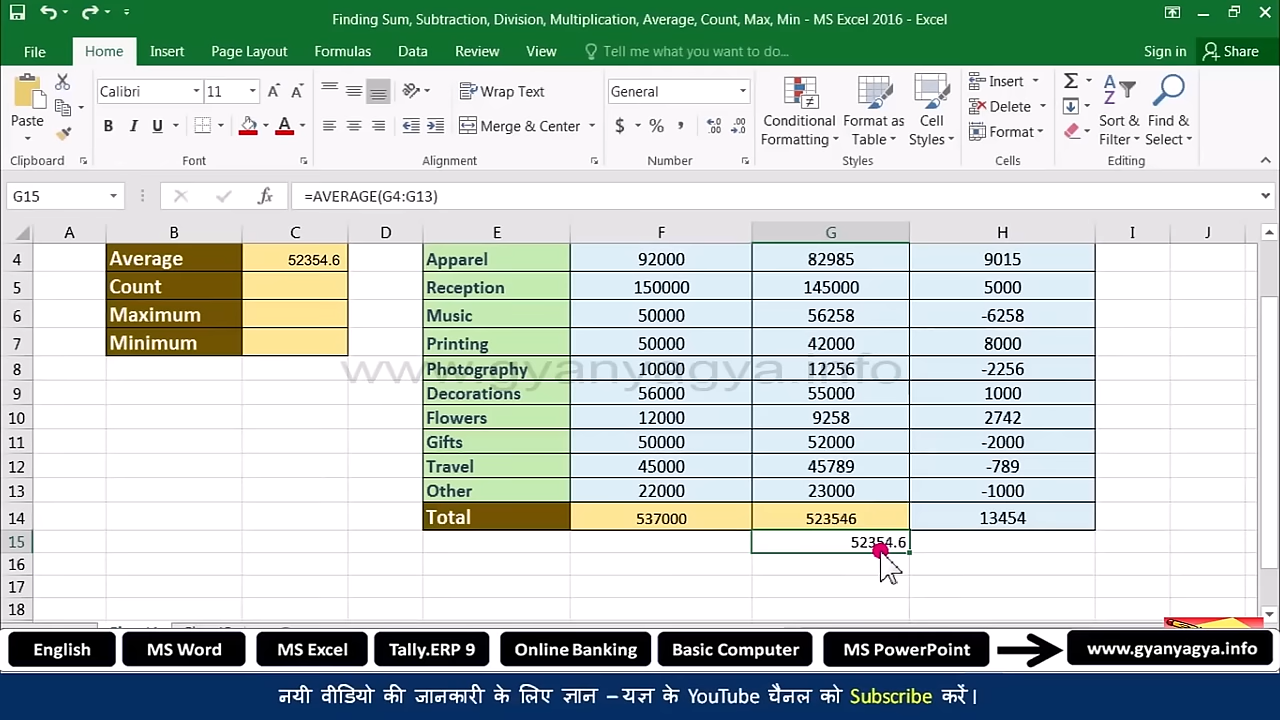 Finding Sum, Subtraction, Division, Multiplication, Average, Count, Max, Min - MS Excel 2016 - Excel
File Home Insert Page Layout Formulas Data Review View Tell me what you want to do... Sign in Share
Calibri 11 Wrap Text General Insert
Paste Merge & Center $ % , Conditional Formatting Format as Table Cell Styles Delete Format Sort & Filter Find & Select
Clipboard Font Alignment Number Styles Cells Editing
G15 fx =AVERAGE(G4:G13)
A B C D E F G H I J
4 Average 52354.6 Apparel 92000 82985 9015
5 Count Reception 150000 145000 5000
6 Maximum Music 50000 56258 -6258
7 Minimum Printing 50000 42000 8000
www.gyanyagya.info
8 Photography 10000 12256 -2256
9 Decorations 56000 55000 1000
10 Flowers 12000 9258 2742
11 Gifts 50000 52000 -2000
12 Travel 45000 45789 -789
13 Other 22000 23000 -1000
14 Total 537000 523546 13454
15 52354.6
16
17
18
English MS Word MS Excel Tally.ERP 9 Online Banking Basic Computer MS PowerPoint www.gyanyagya.info
नयी वीडियो की जानकारी के लिए ज्ञान –यज्ञ के YouTube चैनल को Subscribe करें।